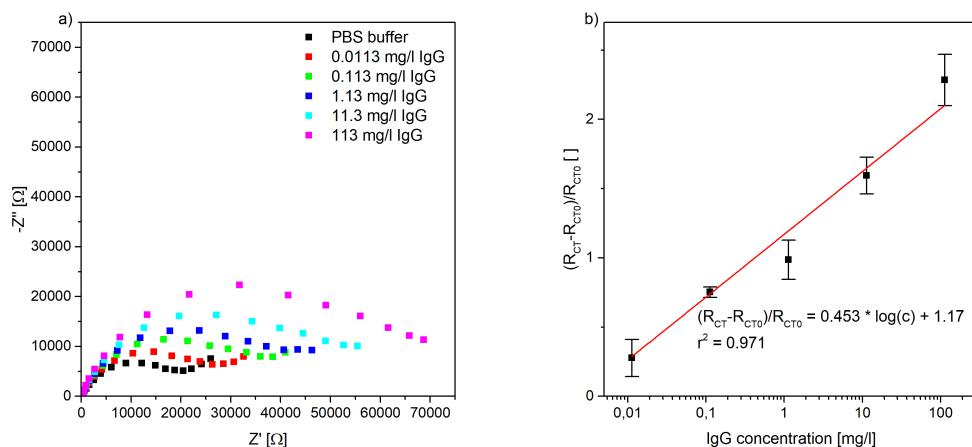 a)
PBS buffer
0.0113 mg/l IgG
0.113 mg/l IgG
1.13 mg/l IgG
11.3 mg/l IgG
113 mg/l IgG
70000
60000
50000
40000
30000
20000
10000
0
-Z'' [Ω]
0 10000 20000 30000 40000 50000 60000 70000
Z' [Ω]
b)
2
1
0
(R_CT-R_CT0)/R_CT0 [ ]
(R_CT-R_CT0)/R_CT0 = 0.453 * log(c) + 1.17
r² = 0.971
0,01 0,1 1 10 100
IgG concentration [mg/l]